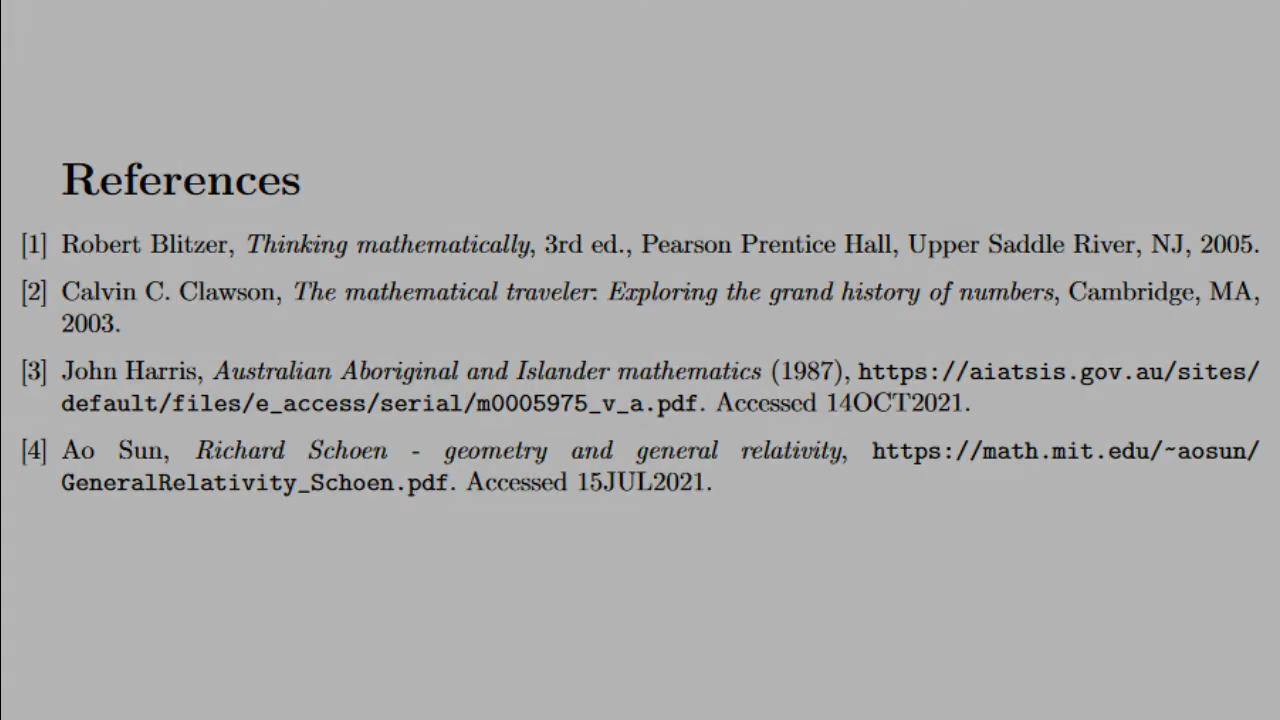 References
[1] Robert Blitzer, Thinking mathematically, 3rd ed., Pearson Prentice Hall, Upper Saddle River, NJ, 2005.
[2] Calvin C. Clawson, The mathematical traveler: Exploring the grand history of numbers, Cambridge, MA,
2003.
[3] John Harris, Australian Aboriginal and Islander mathematics (1987), https://aiatsis.gov.au/sites/
default/files/e_access/serial/m0005975_v_a.pdf. Accessed 14OCT2021.
[4] Ao Sun, Richard Schoen - geometry and general relativity, https://math.mit.edu/~aosun/
GeneralRelativity_Schoen.pdf. Accessed 15JUL2021.